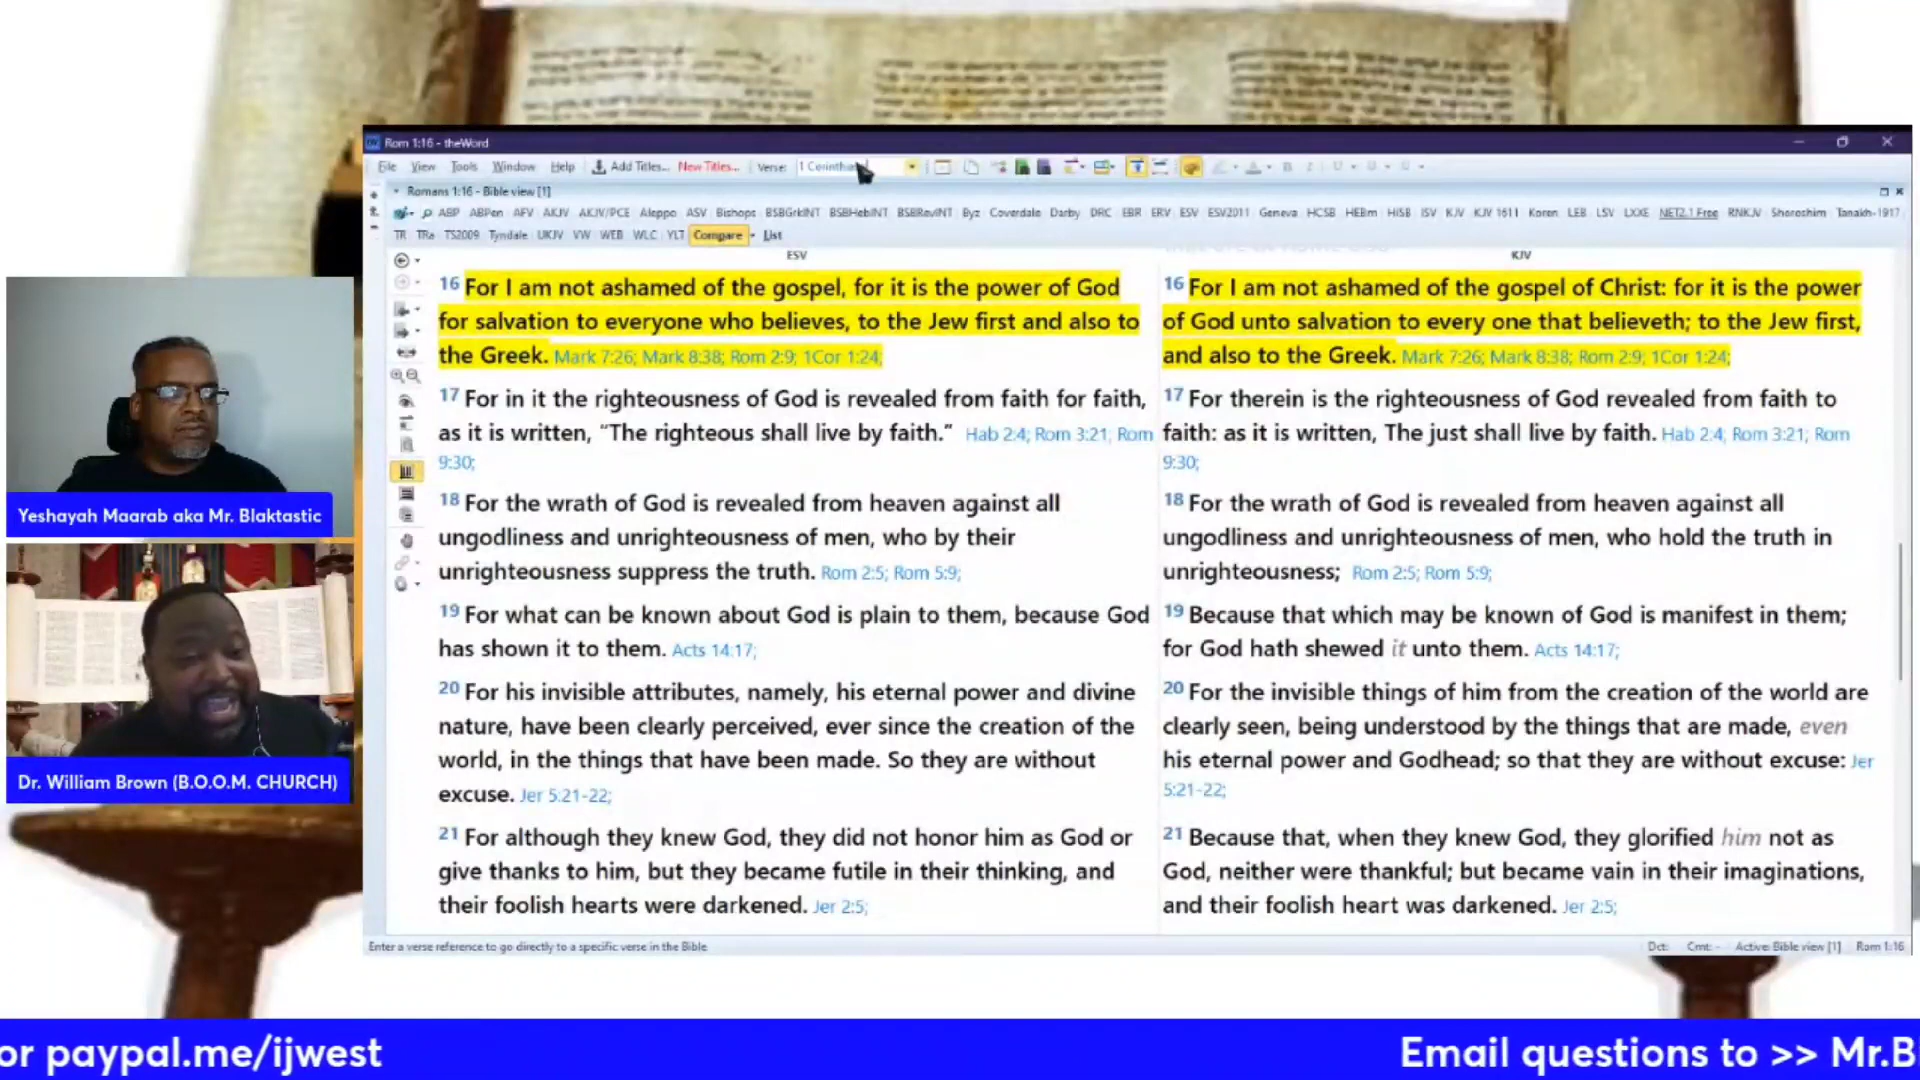 Rom 1:16 - theWord
File View Tools Window Help Add Titles... New Titles... Verse: 1 Corinthians
Romans 1:16 - Bible view [1]
ABP ABPen AFV AKJV AKJV/PCE Aleppo ASV Bishops BSBGrkINT BSBHebINT BSBRevINT Byz Coverdale Darby DRC EBR ERV ESV ESV2011 Geneva HCSB HEBm HiSB ISV KJV KJV 1611 Koren LEB LSV LXXE NET2.1 Free RNKJV Shoroshim Tanakh-1917
TR TRa TS2009 Tyndale UKJV VW WEB WLC YLT Compare List
ESV
16 For I am not ashamed of the gospel, for it is the power of God
for salvation to everyone who believes, to the Jew first and also to
the Greek. Mark 7:26; Mark 8:38; Rom 2:9; 1Cor 1:24;
17 For in it the righteousness of God is revealed from faith for faith,
as it is written, “The righteous shall live by faith.” Hab 2:4; Rom 3:21; Rom
9:30;
18 For the wrath of God is revealed from heaven against all
ungodliness and unrighteousness of men, who by their
unrighteousness suppress the truth. Rom 2:5; Rom 5:9;
19 For what can be known about God is plain to them, because God
has shown it to them. Acts 14:17;
20 For his invisible attributes, namely, his eternal power and divine
nature, have been clearly perceived, ever since the creation of the
world, in the things that have been made. So they are without
excuse. Jer 5:21-22;
21 For although they knew God, they did not honor him as God or
give thanks to him, but they became futile in their thinking, and
their foolish hearts were darkened. Jer 2:5;
KJV
16 For I am not ashamed of the gospel of Christ: for it is the power
of God unto salvation to every one that believeth; to the Jew first,
and also to the Greek. Mark 7:26; Mark 8:38; Rom 2:9; 1Cor 1:24;
17 For therein is the righteousness of God revealed from faith to
faith: as it is written, The just shall live by faith. Hab 2:4; Rom 3:21; Rom
9:30;
18 For the wrath of God is revealed from heaven against all
ungodliness and unrighteousness of men, who hold the truth in
unrighteousness; Rom 2:5; Rom 5:9;
19 Because that which may be known of God is manifest in them;
for God hath shewed it unto them. Acts 14:17;
20 For the invisible things of him from the creation of the world are
clearly seen, being understood by the things that are made, even
his eternal power and Godhead; so that they are without excuse: Jer
5:21-22;
21 Because that, when they knew God, they glorified him not as
God, neither were thankful; but became vain in their imaginations,
and their foolish heart was darkened. Jer 2:5;
Enter a verse reference to go directly to a specific verse in the Bible
Dct: Cmt: - Active: Bible view [1] Rom 1:16
Yeshayah Maarab aka Mr. Blaktastic
Dr. William Brown (B.O.O.M. CHURCH)
or paypal.me/ijwest
Email questions to >> Mr.B